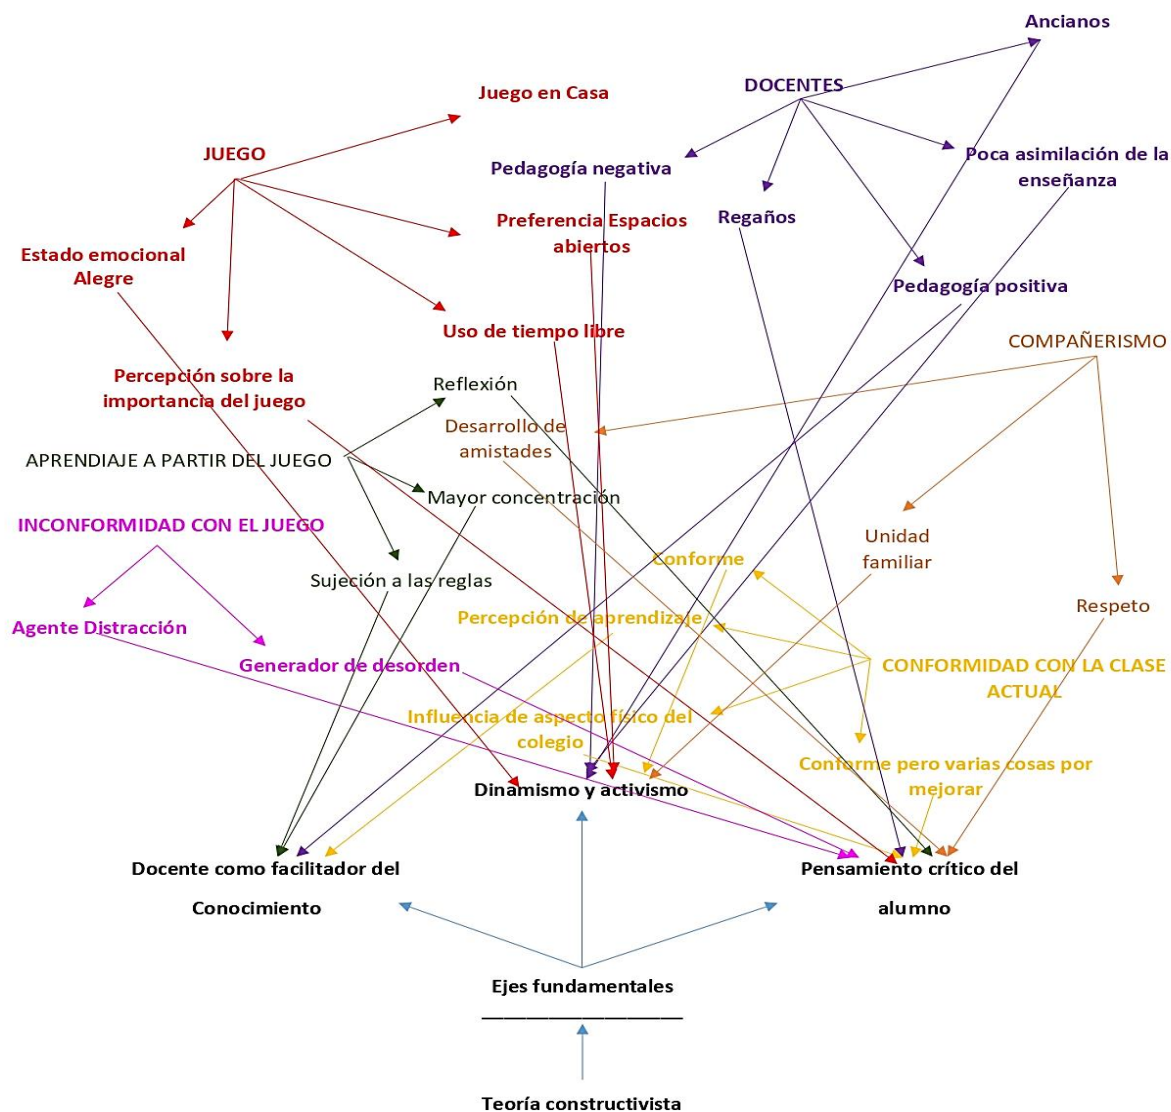 Ancianos
DOCENTES
Juego en Casa
JUEGO
Pedagogía negativa
Poca asimilación de la
enseñanza
Regaños
Preferencia Espacios
abiertos
Estado emocional
Alegre
Pedagogía positiva
Uso de tiempo libre
COMPAÑERISMO
Percepción sobre la
importancia del juego
Reflexión
Desarrollo de
amistades
APRENDIAJE A PARTIR DEL JUEGO
Mayor concentración
INCONFORMIDAD CON EL JUEGO
Unidad
familiar
Conforme
Sujeción a las reglas
Respeto
Percepción de aprendizaje
Agente Distracción
Generador de desorden
CONFORMIDAD CON LA CLASE
ACTUAL
Influencia de aspecto físico del
colegio
Conforme pero varias cosas por
mejorar
Dinamismo y activismo
Docente como facilitador del
Conocimiento
Pensamiento crítico del
alumno
Ejes fundamentales
Teoría constructivista